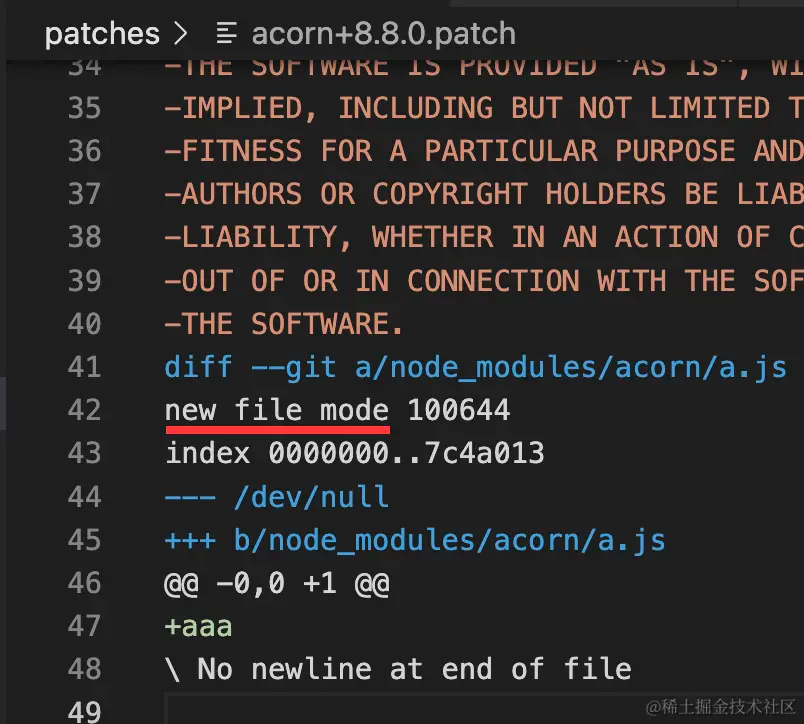 patches > acorn+8.8.0.patch
34 -THE SOFTWARE IS PROVIDED "AS IS", WI
35 -IMPLIED, INCLUDING BUT NOT LIMITED T
36 -FITNESS FOR A PARTICULAR PURPOSE AND
37 -AUTHORS OR COPYRIGHT HOLDERS BE LIAB
38 -LIABILITY, WHETHER IN AN ACTION OF C
39 -OUT OF OR IN CONNECTION WITH THE SOF
40 -THE SOFTWARE.
41 diff --git a/node_modules/acorn/a.js
42 new file mode 100644
43 index 0000000..7c4a013
44 --- /dev/null
45 +++ b/node_modules/acorn/a.js
46 @@ -0,0 +1 @@
47 +aaa
48 \ No newline at end of file
49
@稀土掘金技术社区